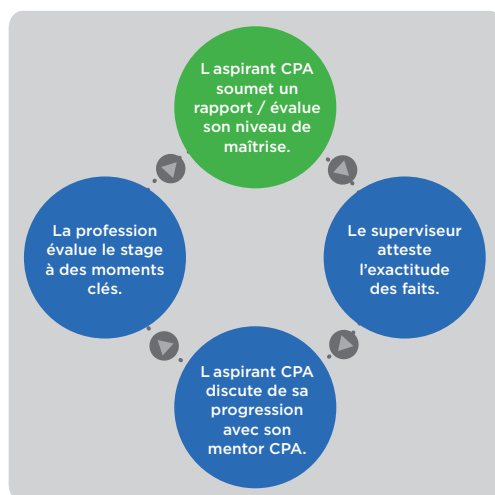 L aspirant CPA
soumet un
rapport / évalue
son niveau de
maîtrise.
La profession
évalue le stage
à des moments
clés.
Le superviseur
atteste
l’exactitude
des faits.
L aspirant CPA
discute de sa
progression
avec son
mentor CPA.